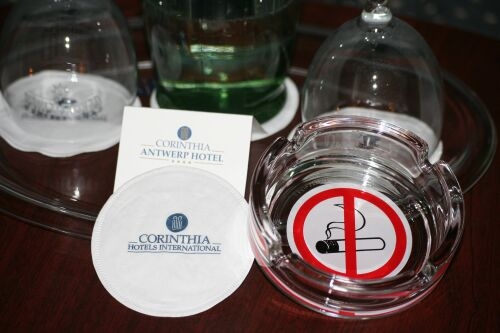 CORINTHIA
ANTWERP HOTEL
CORINTHIA
HOTELS INTERNATIONAL